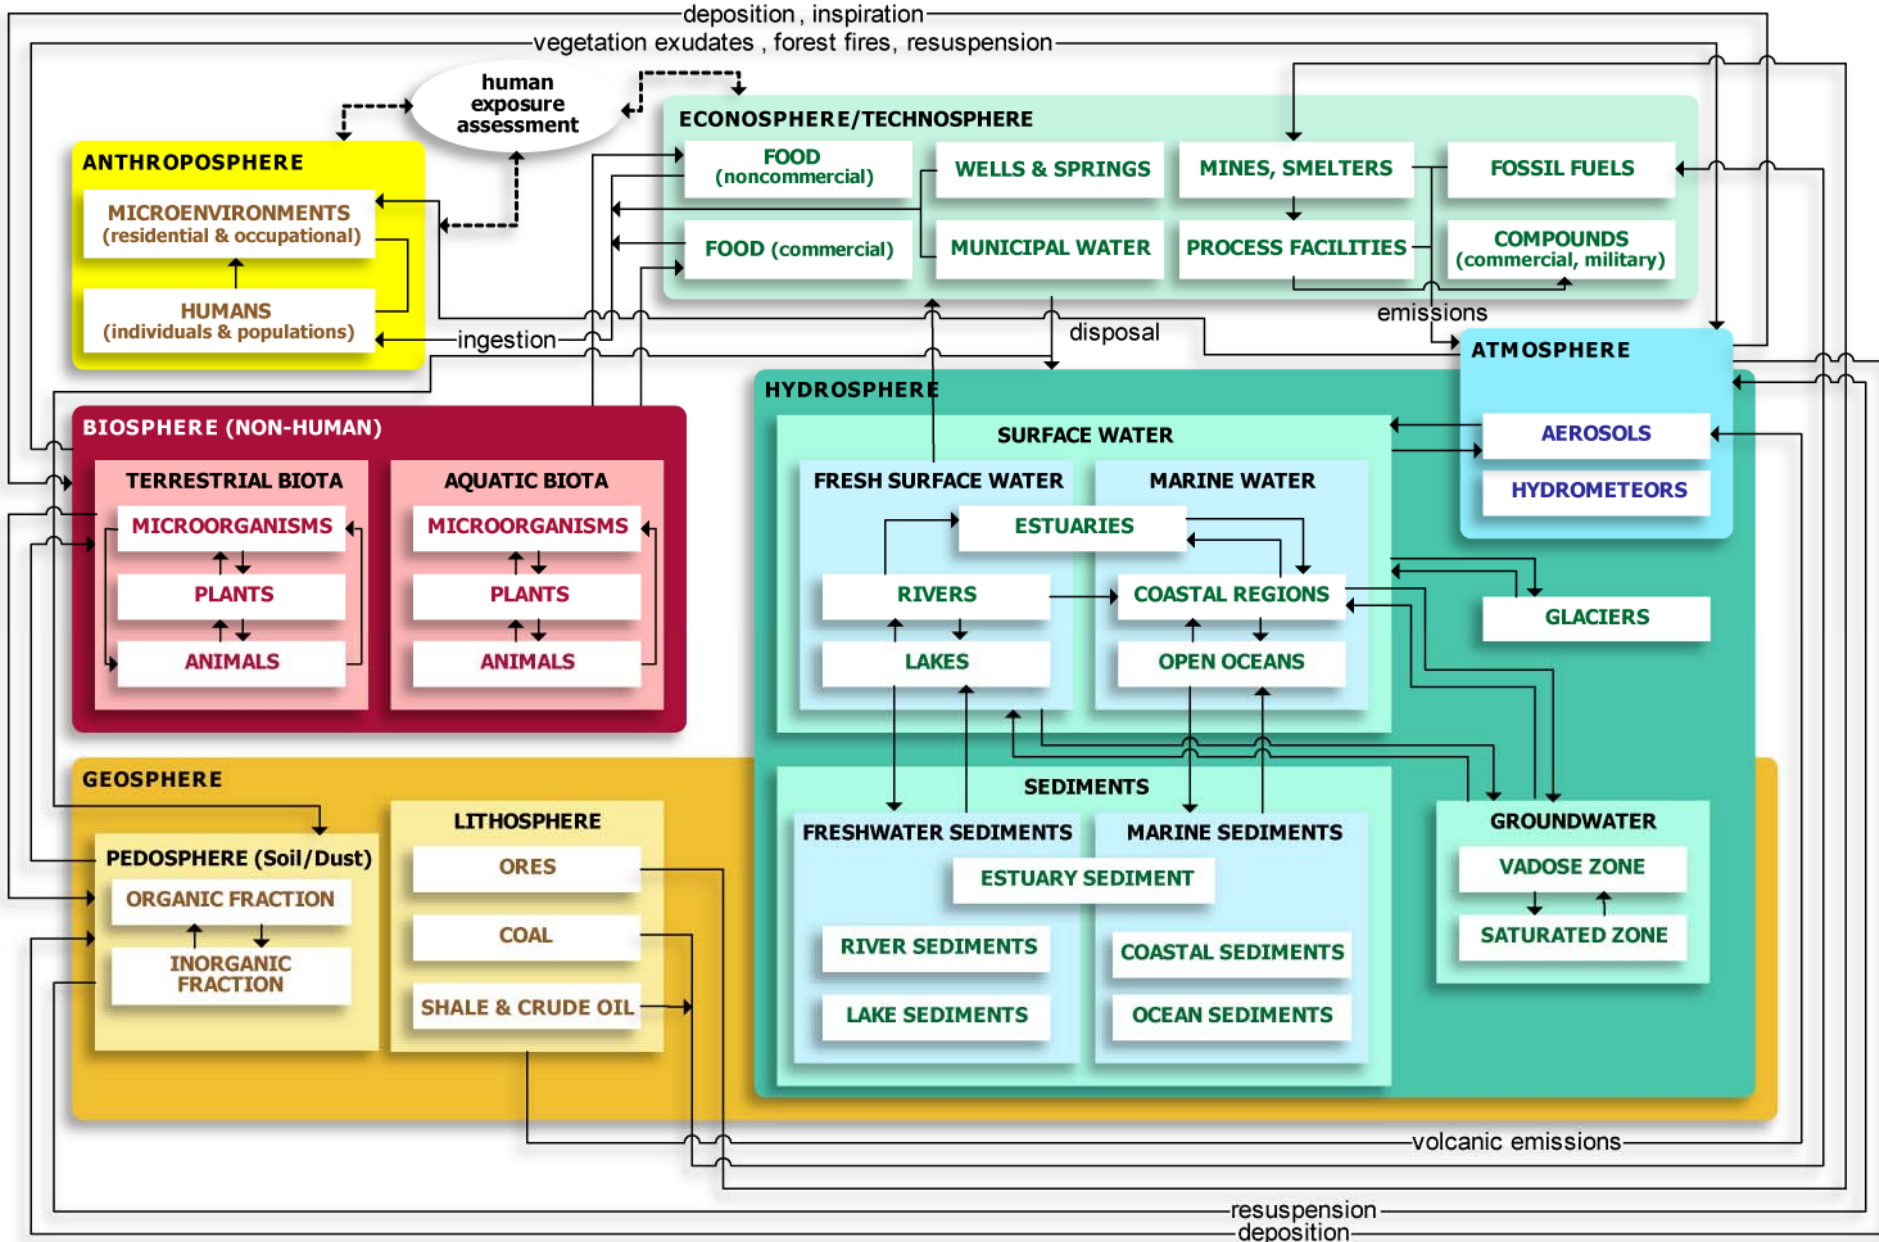 deposition , inspiration
vegetation exudates , forest fires, resuspension
human
exposure
assessment
ECONOSPHERE/TECHNOSPHERE
FOOD
(noncommercial)
WELLS & SPRINGS
MINES, SMELTERS
FOSSIL FUELS
FOOD (commercial)
MUNICIPAL WATER
PROCESS FACILITIES
COMPOUNDS
(commercial, military)
ANTHROPOSPHERE
MICROENVIRONMENTS
(residential & occupational)
HUMANS
(individuals & populations)
ingestion
disposal
emissions
ATMOSPHERE
AEROSOLS
HYDROMETEORS
BIOSPHERE (NON-HUMAN)
TERRESTRIAL BIOTA
MICROORGANISMS
PLANTS
ANIMALS
AQUATIC BIOTA
MICROORGANISMS
PLANTS
ANIMALS
HYDROSPHERE
SURFACE WATER
FRESH SURFACE WATER
MARINE WATER
ESTUARIES
RIVERS
COASTAL REGIONS
LAKES
OPEN OCEANS
GLACIERS
GEOSPHERE
PEDOSPHERE (Soil/Dust)
ORGANIC FRACTION
INORGANIC
FRACTION
LITHOSPHERE
ORES
COAL
SHALE & CRUDE OIL
SEDIMENTS
FRESHWATER SEDIMENTS
MARINE SEDIMENTS
ESTUARY SEDIMENT
RIVER SEDIMENTS
COASTAL SEDIMENTS
LAKE SEDIMENTS
OCEAN SEDIMENTS
GROUNDWATER
VADOSE ZONE
SATURATED ZONE
volcanic emissions
resuspension
deposition